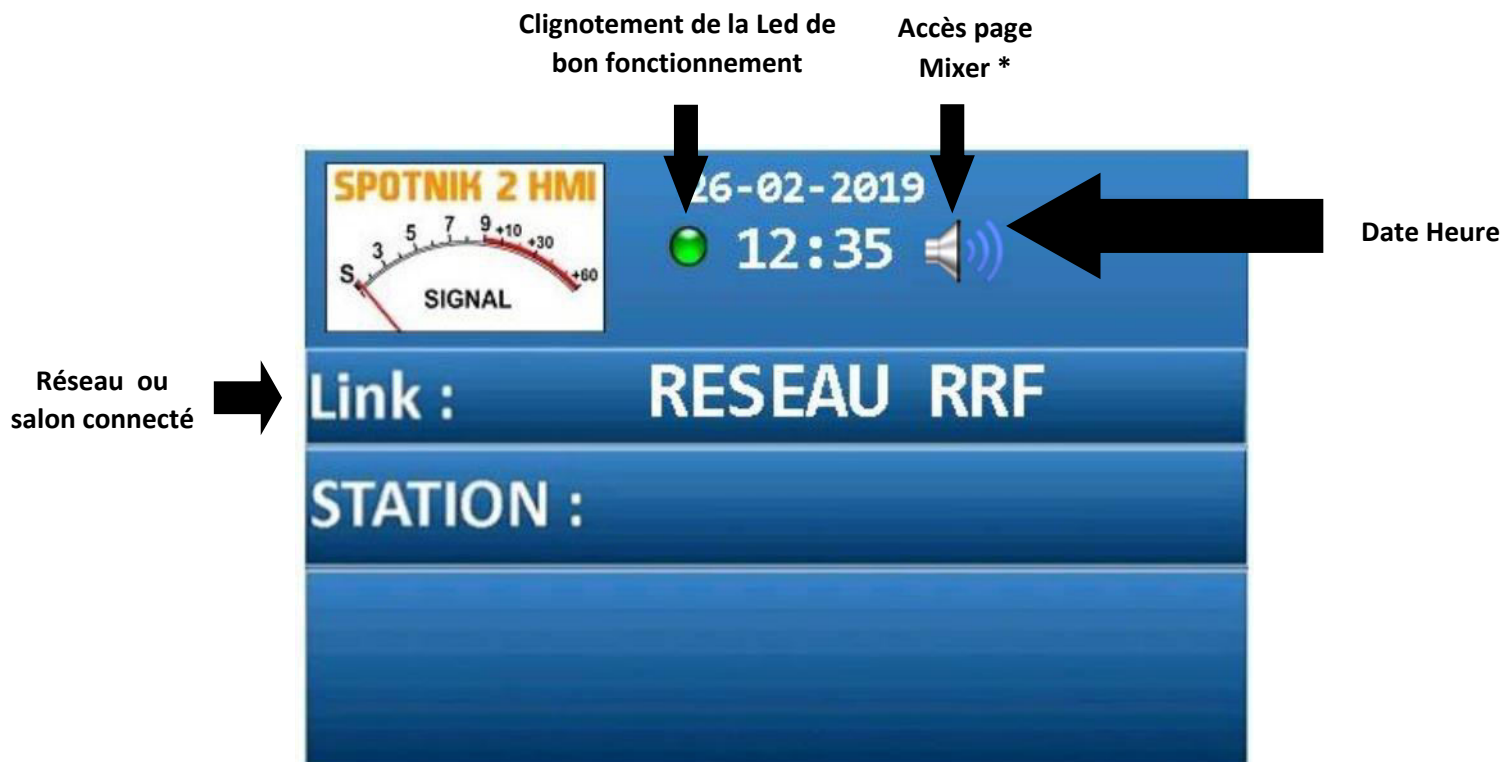 Clignotement de la Led de
bon fonctionnement
Accès page
Mixer *
SPOTNIK 2 HMI
S 3 5 7 9 +10 +30 +60
SIGNAL
26-02-2019
12:35
Date Heure
Réseau ou
salon connecté
Link : RESEAU RRF
STATION :